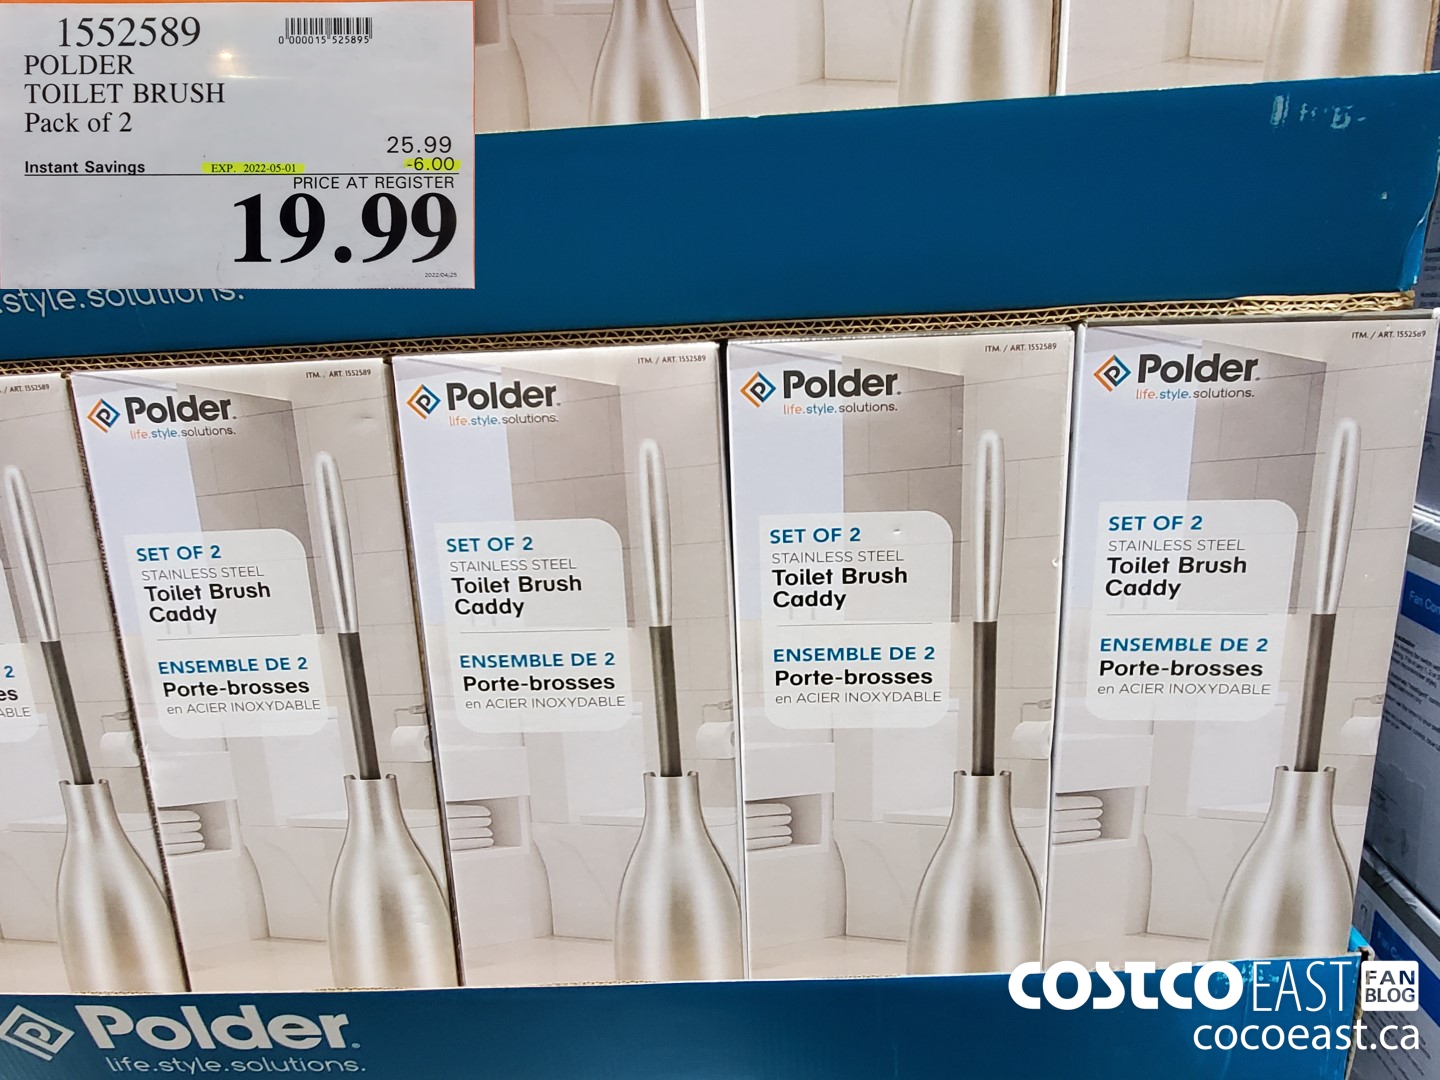 1552589
0 000015 525895
POLDER
TOILET BRUSH
Pack of 2
25.99
Instant Savings EXP. 2022-05-01 -6.00
PRICE AT REGISTER
19.99
2022/04/25
.style.solutions.
/ ART. 1552589
2
ITM. / ART. 1552589
Polder.
life.style.solutions.
SET OF 2
STAINLESS STEEL
Toilet Brush
Caddy
ENSEMBLE DE 2
Porte-brosses
en ACIER INOXYDABLE
ITM. / ART. 1552589
Polder.
life.style.solutions.
SET OF 2
STAINLESS STEEL
Toilet Brush
Caddy
ENSEMBLE DE 2
Porte-brosses
en ACIER INOXYDABLE
ITM. / ART. 1552589
Polder.
life.style.solutions.
SET OF 2
STAINLESS STEEL
Toilet Brush
Caddy
ENSEMBLE DE 2
Porte-brosses
en ACIER INOXYDABLE
ITM. / ART. 1552589
Polder.
life.style.solutions.
SET OF 2
STAINLESS STEEL
Toilet Brush
Caddy
ENSEMBLE DE 2
Porte-brosses
en ACIER INOXYDABLE
Polder.
life.style.solutions.
COSTCO EAST FAN BLOG
cocoeast.ca